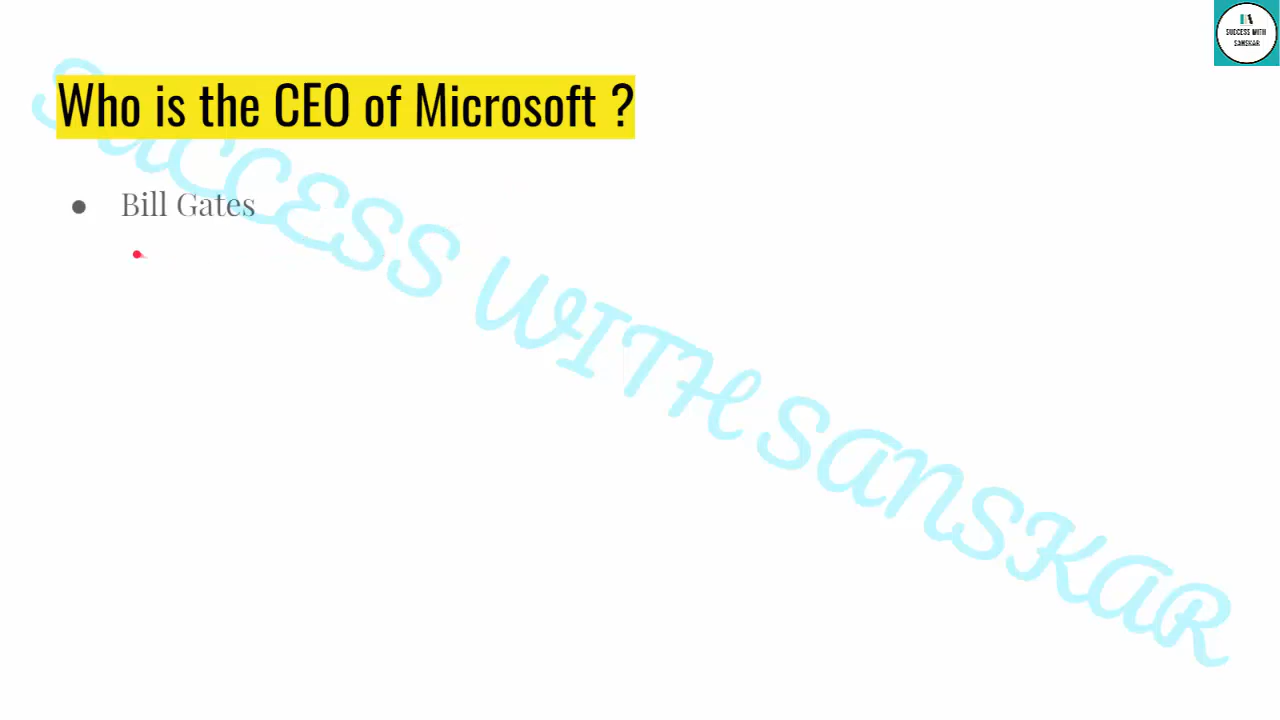 SUCCESS WITH
SANSKAR
Who is the CEO of Microsoft ?
● Bill Gates
SUCCESS WITH SANSKAR